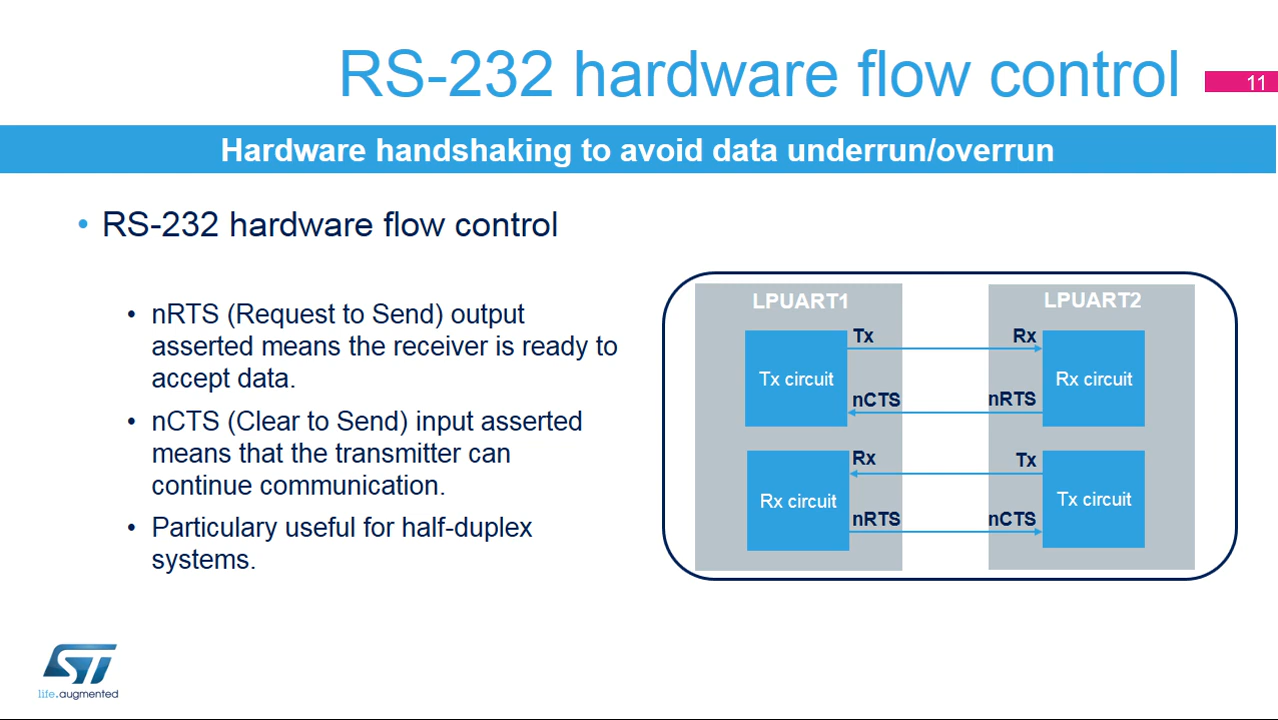 RS-232 hardware flow control
11
Hardware handshaking to avoid data underrun/overrun
• RS-232 hardware flow control
• nRTS (Request to Send) output
asserted means the receiver is ready to
accept data.
• nCTS (Clear to Send) input asserted
means that the transmitter can
continue communication.
• Particulary useful for half-duplex
systems.
LPUART1
LPUART2
Tx
Rx
Tx circuit
Rx circuit
nCTS
nRTS
Rx
Tx
Rx circuit
Tx circuit
nRTS
nCTS
ST
life.augmented